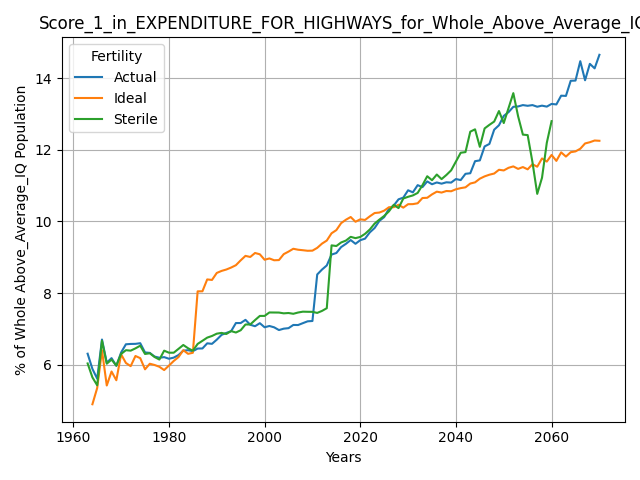 Score_1_in_EXPENDITURE_FOR_HIGHWAYS_for_Whole_Above_Average_IQ
Fertility
Actual
Ideal
Sterile
% of Whole Above_Average_IQ Population
14
12
10
8
6
1960 1980 2000 2020 2040 2060
Years